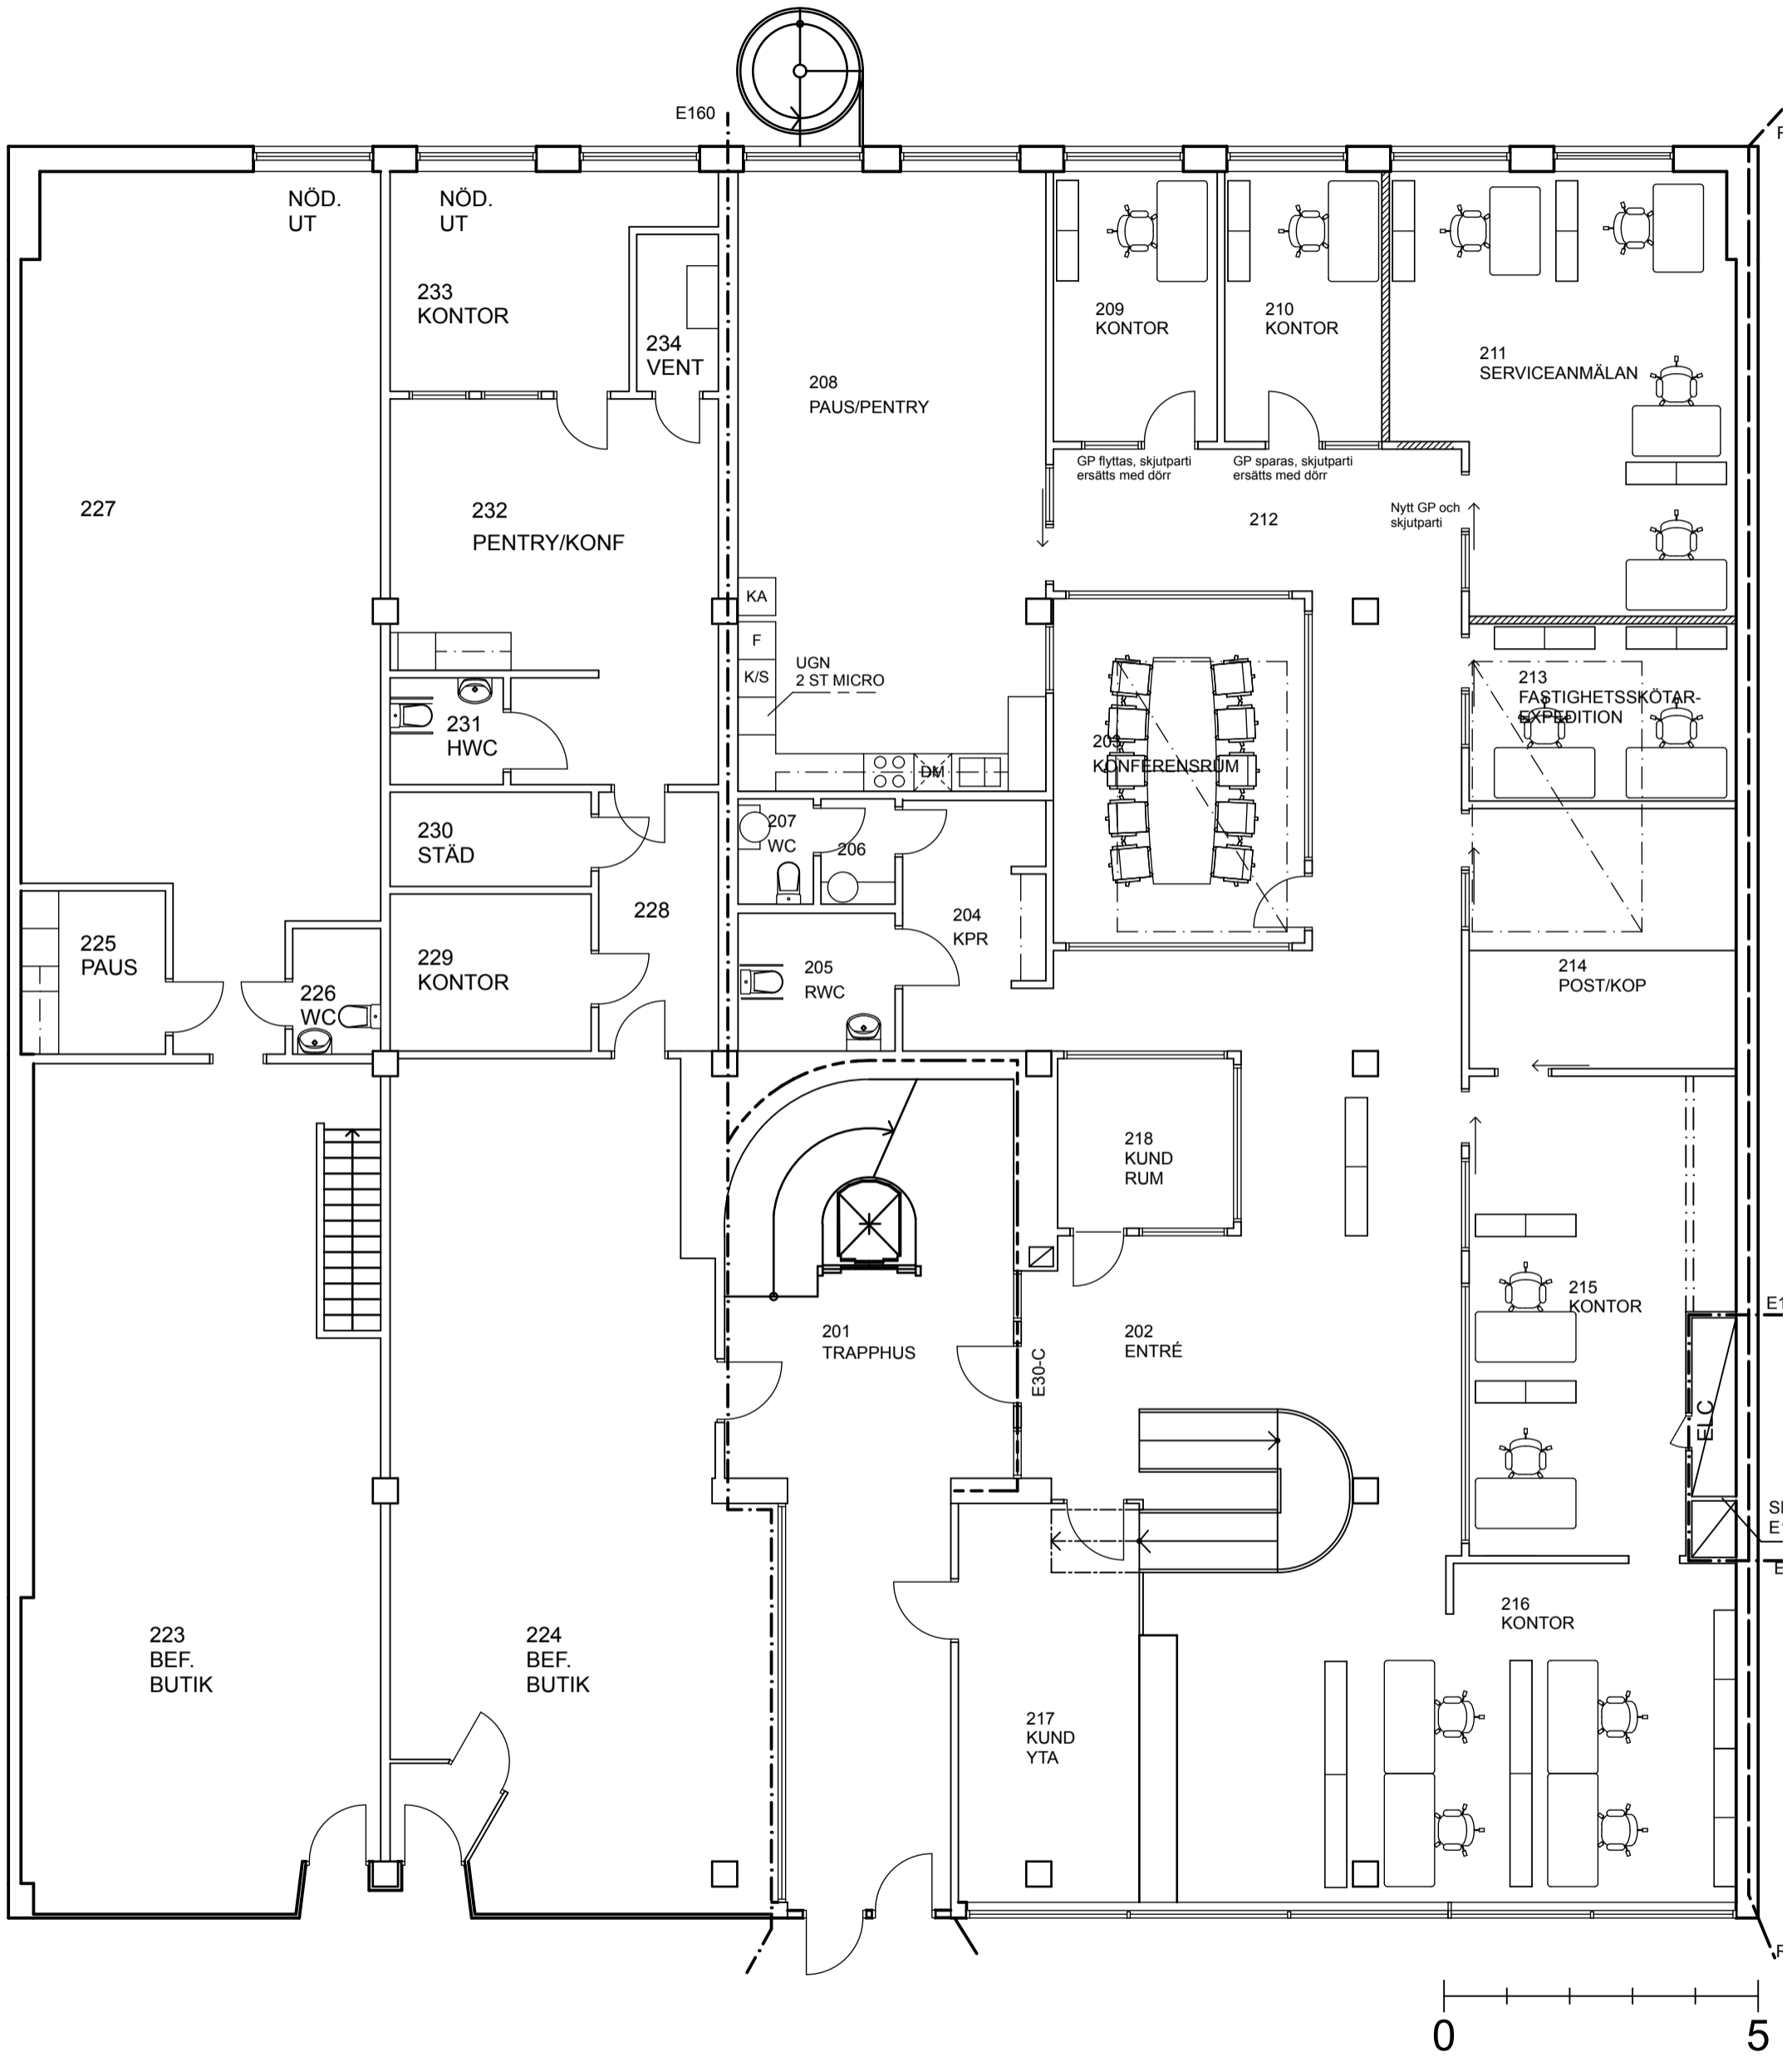 E160
NÖD.
UT
NÖD.
UT
233
KONTOR
234
VENT
208
PAUS/PENTRY
209
KONTOR
210
KONTOR
211
SERVICEANMÄLAN
GP flyttas, skjutparti
ersätts med dörr
GP sparas, skjutparti
ersätts med dörr
Nytt GP och
skjutparti
212
227
232
PENTRY/KONF
KA
F
K/S
UGN
2 ST MICRO
DM
231
HWC
203
KONFERENSRUM
213
FASTIGHETSSKÖTAR-
EXPEDITION
230
STÄD
207
WC
206
228
204
KPR
225
PAUS
229
KONTOR
226
WC
205
RWC
214
POST/KOP
218
KUND
RUM
215
KONTOR
201
TRAPPHUS
E30-C
202
ENTRÉ
ELC
216
KONTOR
223
BEF.
BUTIK
224
BEF.
BUTIK
217
KUND
YTA
0 5